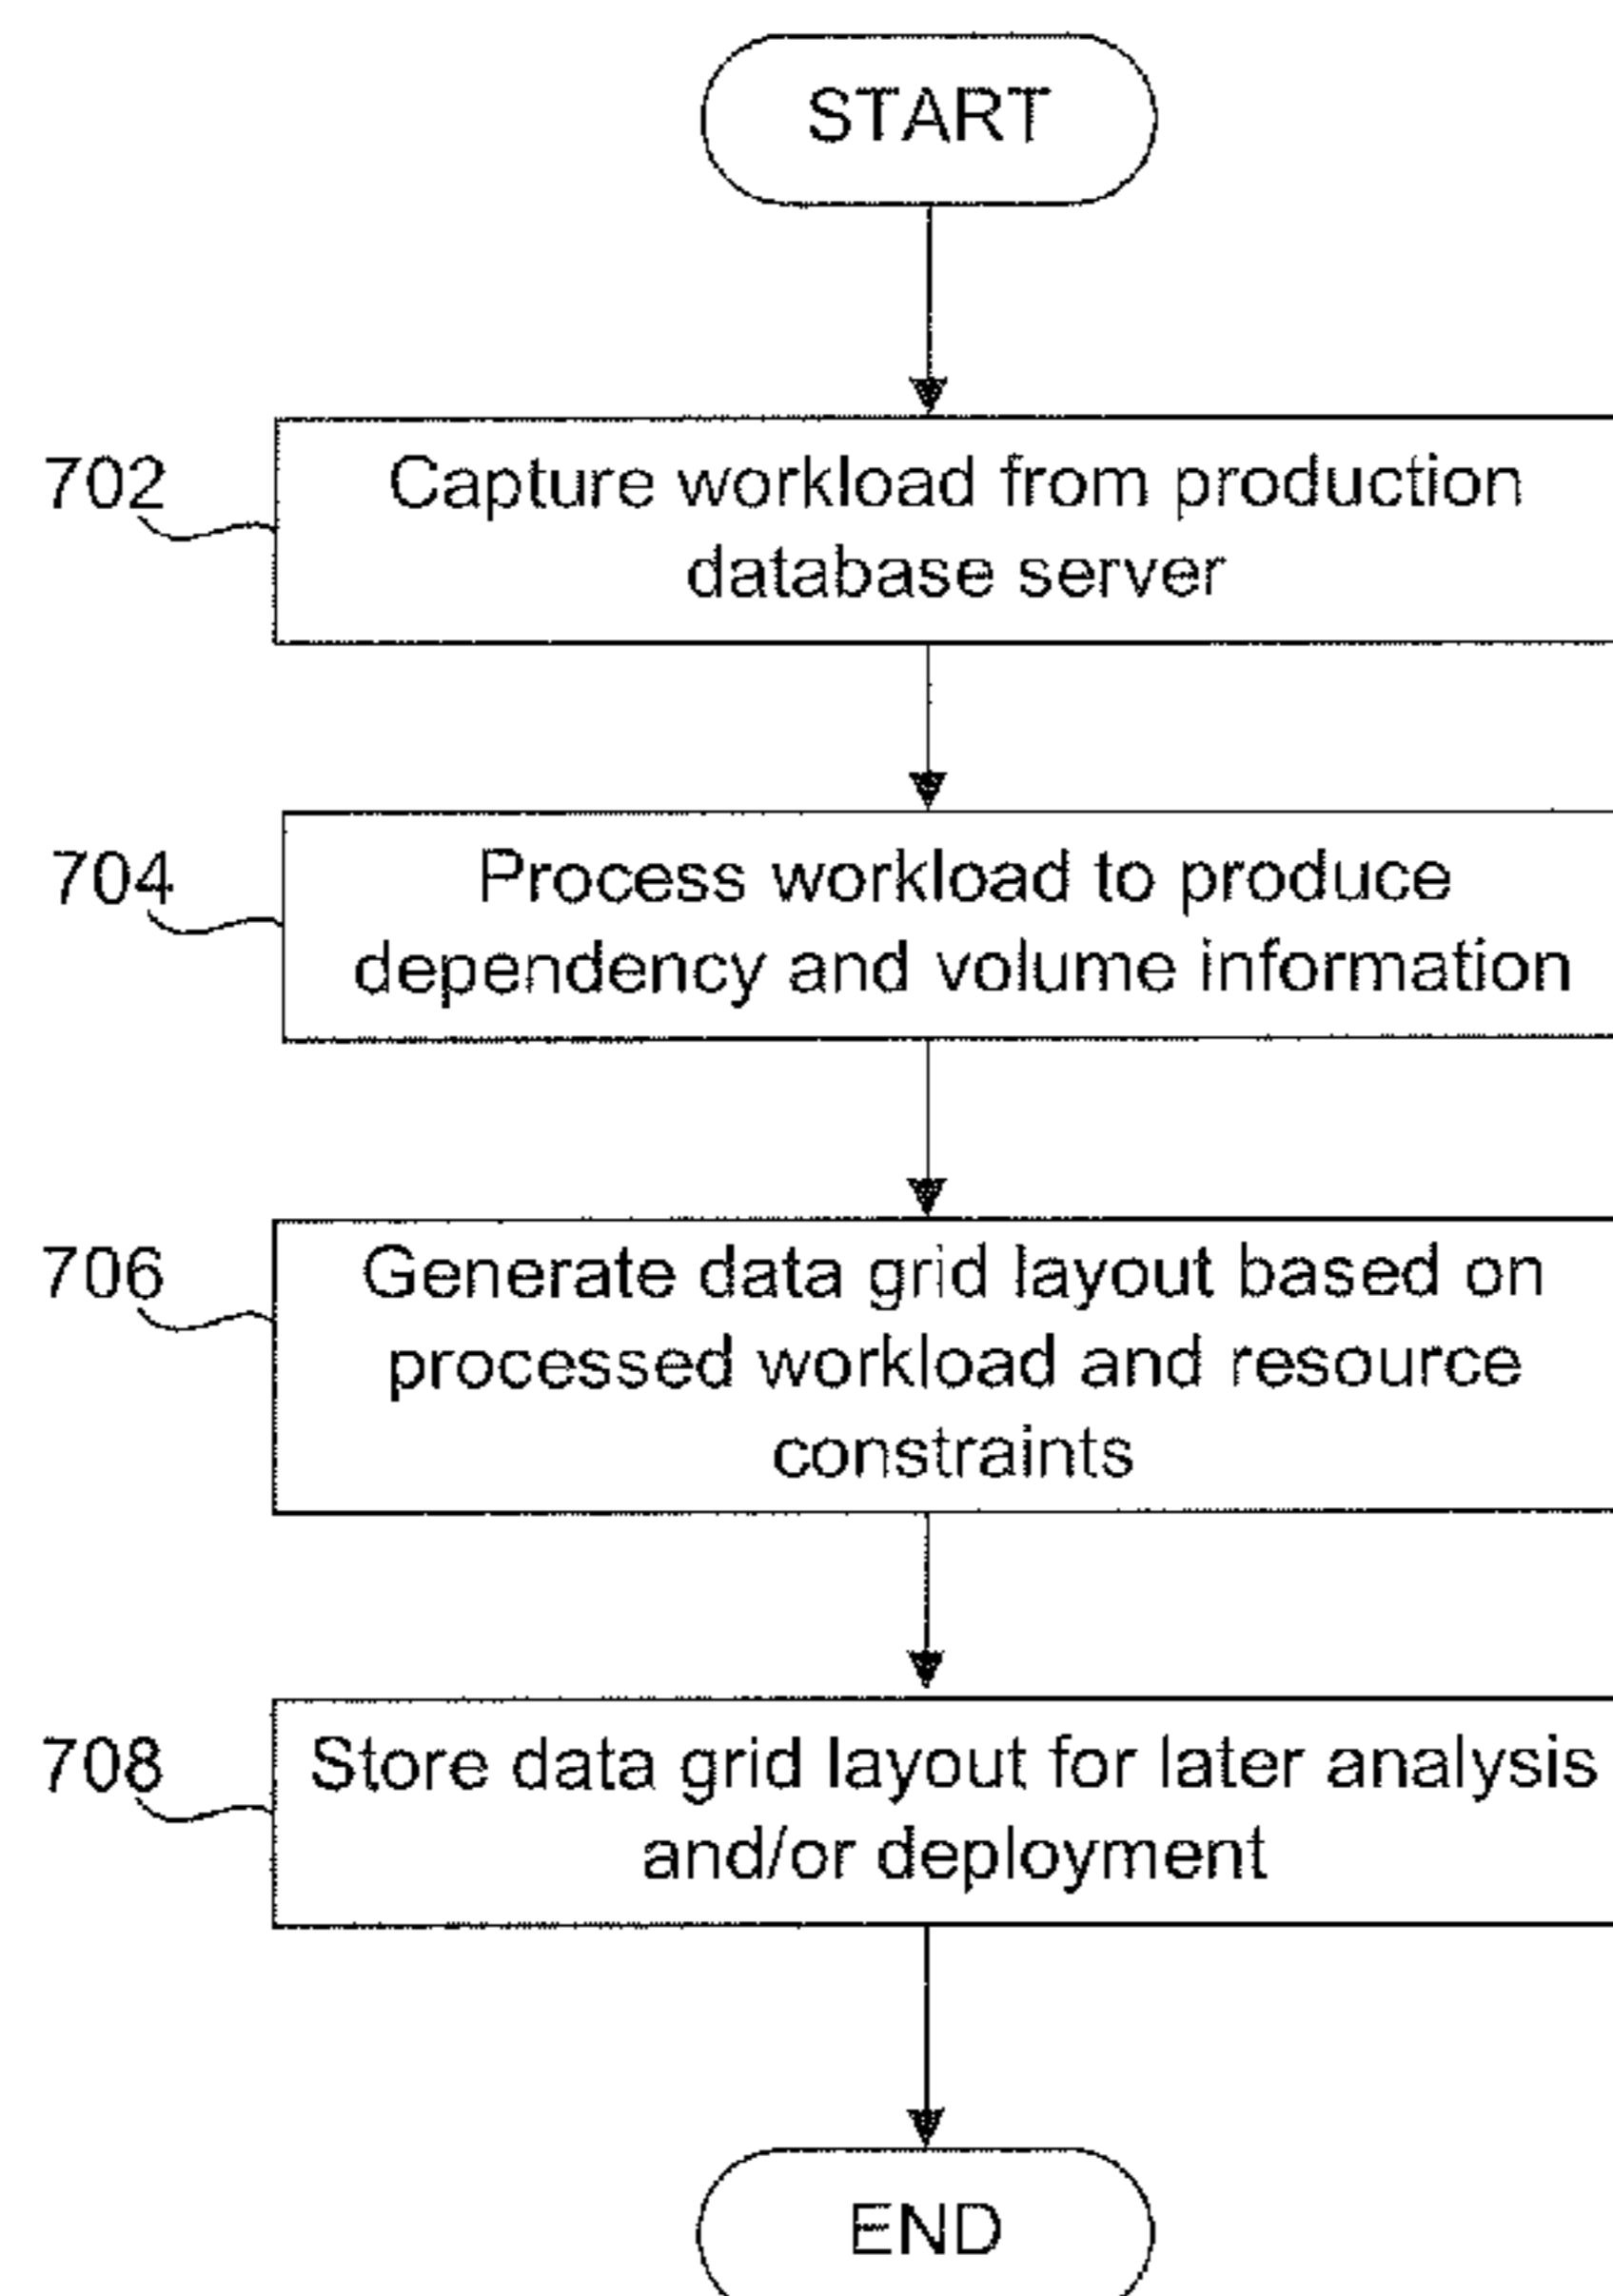 START
702
Capture workload from production
database server
704
Process workload to produce
dependency and volume information
706
Generate data grid layout based on
processed workload and resource
constraints
708
Store data grid layout for later analysis
and/or deployment
END